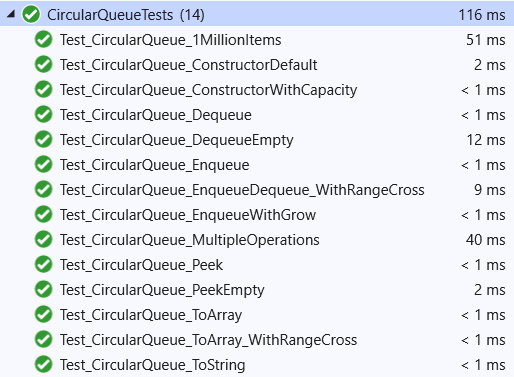 CircularQueueTests (14) 116 ms
Test_CircularQueue_1MillionItems 51 ms
Test_CircularQueue_ConstructorDefault 2 ms
Test_CircularQueue_ConstructorWithCapacity < 1 ms
Test_CircularQueue_Dequeue < 1 ms
Test_CircularQueue_DequeueEmpty 12 ms
Test_CircularQueue_Enqueue < 1 ms
Test_CircularQueue_EnqueueDequeue_WithRangeCross 9 ms
Test_CircularQueue_EnqueueWithGrow < 1 ms
Test_CircularQueue_MultipleOperations 40 ms
Test_CircularQueue_Peek < 1 ms
Test_CircularQueue_PeekEmpty 2 ms
Test_CircularQueue_ToArray < 1 ms
Test_CircularQueue_ToArray_WithRangeCross < 1 ms
Test_CircularQueue_ToString < 1 ms